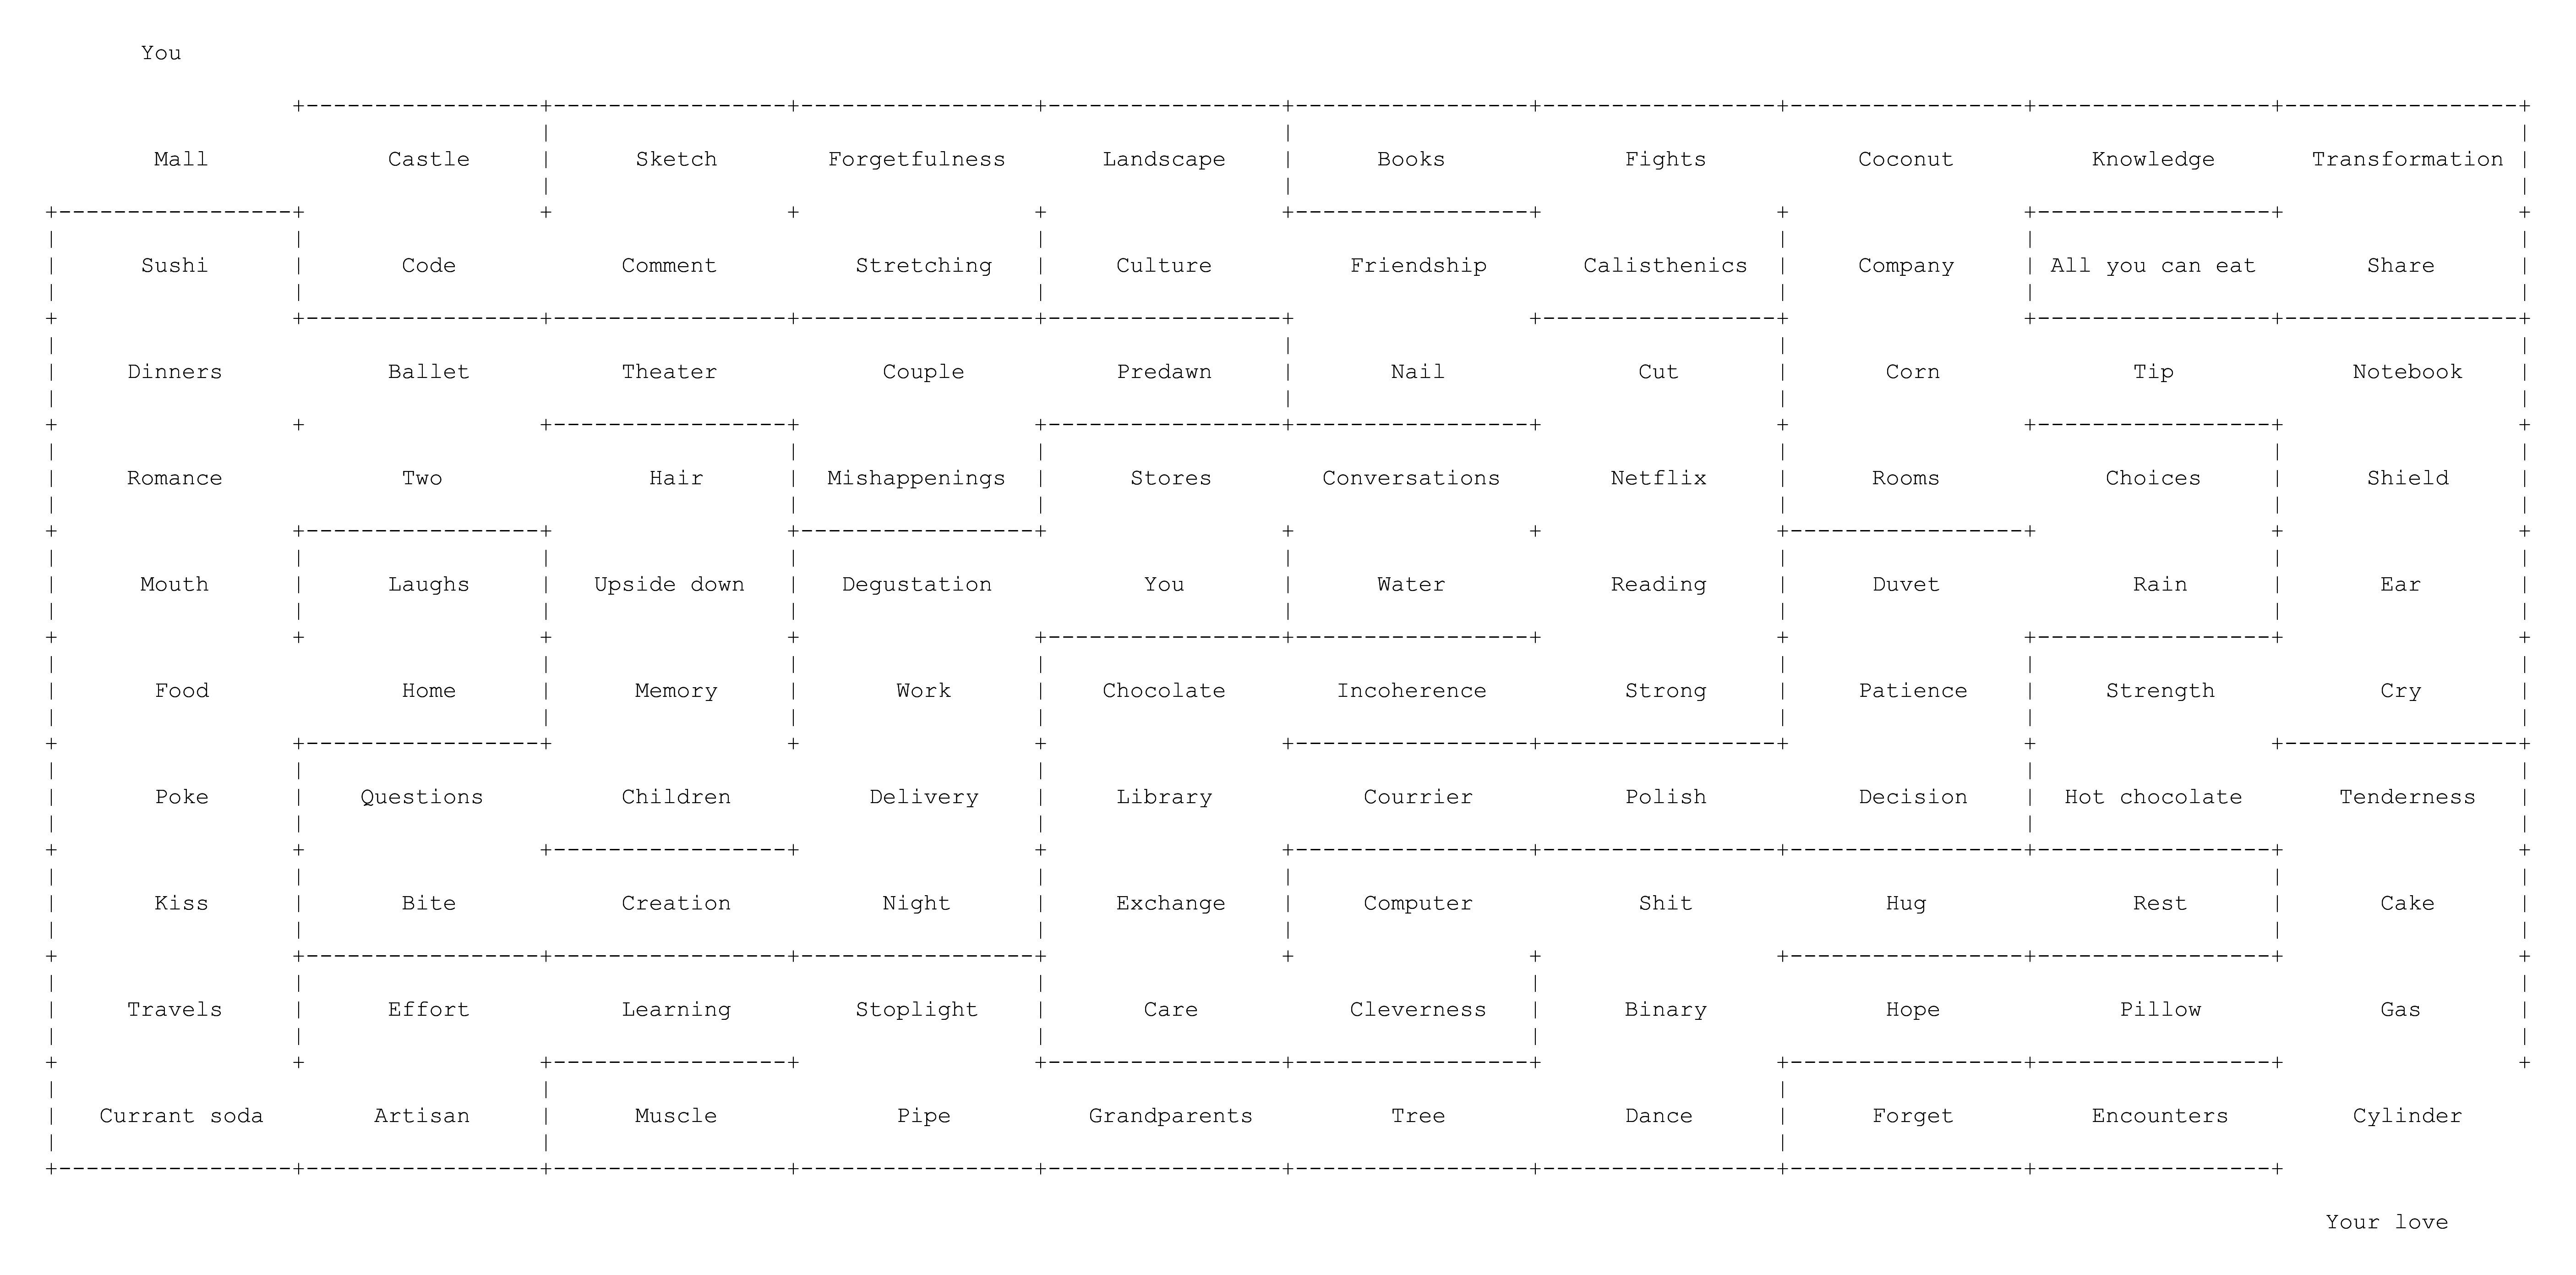 You
Mall Castle Sketch Forgetfulness Landscape Books Fights Coconut Knowledge Transformation
Sushi Code Comment Stretching Culture Friendship Calisthenics Company All you can eat Share
Dinners Ballet Theater Couple Predawn Nail Cut Corn Tip Notebook
Romance Two Hair Mishappenings Stores Conversations Netflix Rooms Choices Shield
Mouth Laughs Upside down Degustation You Water Reading Duvet Rain Ear
Food Home Memory Work Chocolate Incoherence Strong Patience Strength Cry
Poke Questions Children Delivery Library Courrier Polish Decision Hot chocolate Tenderness
Kiss Bite Creation Night Exchange Computer Shit Hug Rest Cake
Travels Effort Learning Stoplight Care Cleverness Binary Hope Pillow Gas
Currant soda Artisan Muscle Pipe Grandparents Tree Dance Forget Encounters Cylinder
Your love